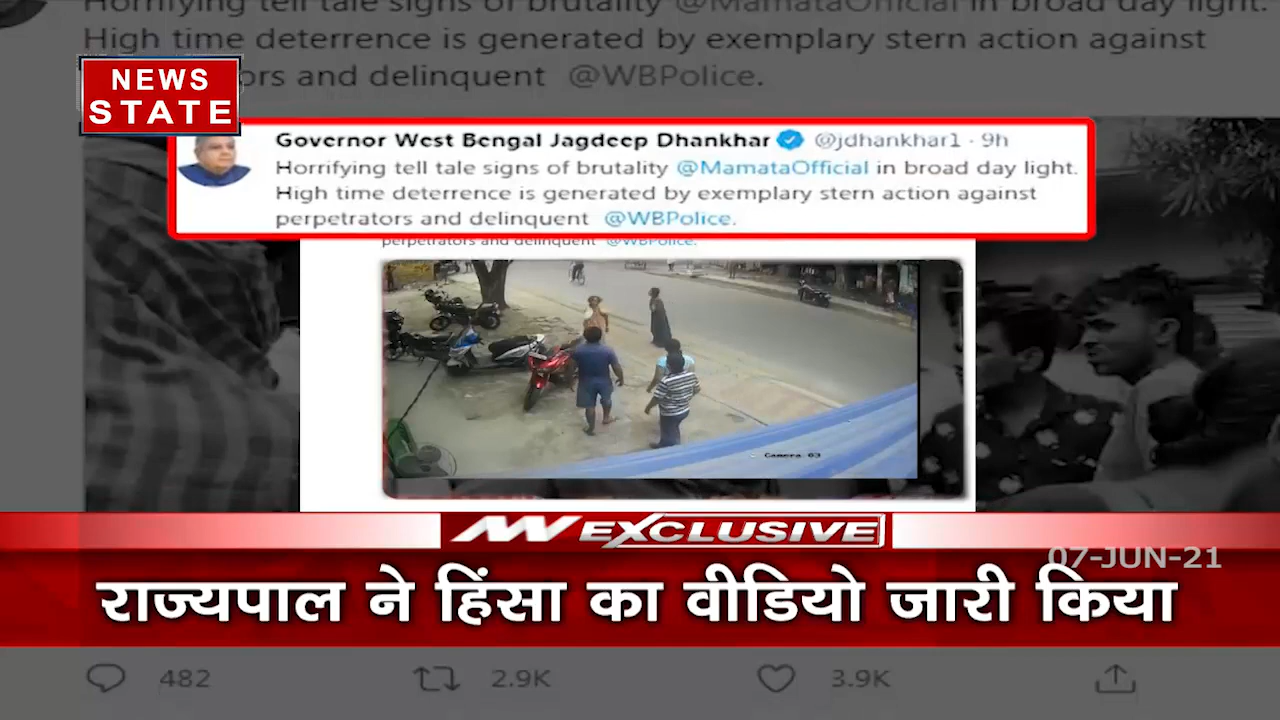 Horrifying tell tale signs of brutality @MamataOfficial in broad day light.
High time deterrence is generated by exemplary stern action against
and delinquent @WBPolice.
NEWS
STATE
Governor West Bengal Jagdeep Dhankhar @jdhankhar1 · 9h
Horrifying tell tale signs of brutality @MamataOfficial in broad day light.
High time deterrence is generated by exemplary stern action against
perpetrators and delinquent @WBPolice.
perpetrators and delinquent @WBPolice.
Camera 03
NN EXCLUSIVE
07-JUN-21
राज्यपाल ने हिंसा का वीडियो जारी किया
482 2.9K 3.9K